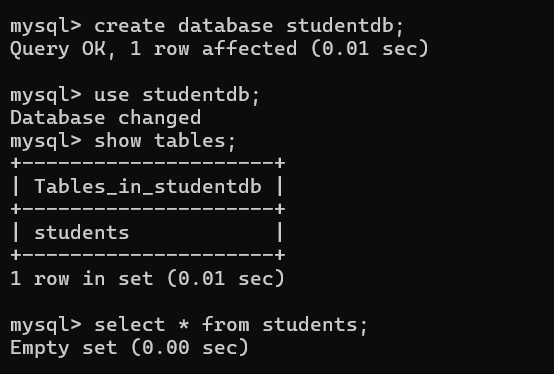 mysql> create database studentdb;
Query OK, 1 row affected (0.01 sec)
mysql> use studentdb;
Database changed
mysql> show tables;
+---------------------+
| Tables_in_studentdb |
+---------------------+
| students            |
+---------------------+
1 row in set (0.01 sec)
mysql> select * from students;
Empty set (0.00 sec)